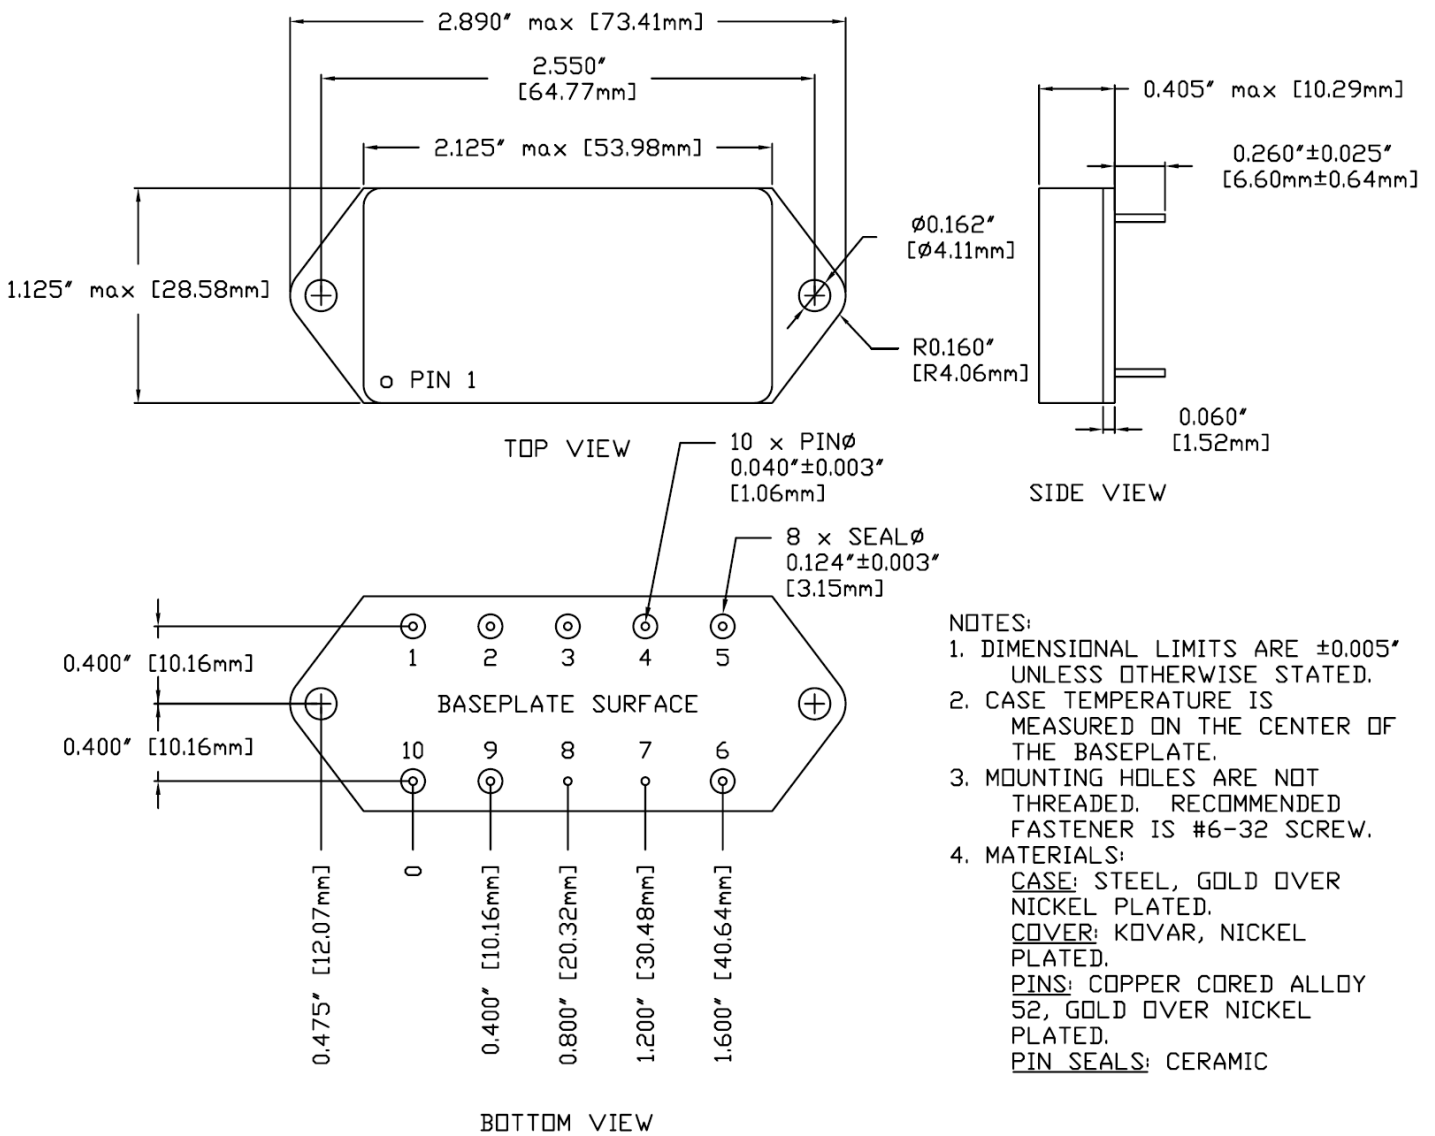 2.890″ max [73.41mm]
2.550″
[64.77mm]
2.125″ max [53.98mm]
1.125″ max [28.58mm]
Ø0.162″
[Ø4.11mm]
R0.160″
[R4.06mm]
PIN 1
TOP VIEW
0.405″ max [10.29mm]
0.260″±0.025″
[6.60mm±0.64mm]
0.060″
[1.52mm]
SIDE VIEW
10 x PINØ
0.040″±0.003″
[1.06mm]
8 x SEALØ
0.124″±0.003″
[3.15mm]
0.400″ [10.16mm]
0.400″ [10.16mm]
1 2 3 4 5
BASEPLATE SURFACE
10 9 8 7 6
0.475″ [12.07mm]
0
0.400″ [10.16mm]
0.800″ [20.32mm]
1.200″ [30.48mm]
1.600″ [40.64mm]
BOTTOM VIEW
NOTES:
1. DIMENSIONAL LIMITS ARE ±0.005″
UNLESS OTHERWISE STATED.
2. CASE TEMPERATURE IS
MEASURED ON THE CENTER OF
THE BASEPLATE.
3. MOUNTING HOLES ARE NOT
THREADED. RECOMMENDED
FASTENER IS #6-32 SCREW.
4. MATERIALS:
CASE: STEEL, GOLD OVER
NICKEL PLATED.
COVER: KOVAR, NICKEL
PLATED.
PINS: COPPER CORED ALLOY
52, GOLD OVER NICKEL
PLATED.
PIN SEALS: CERAMIC